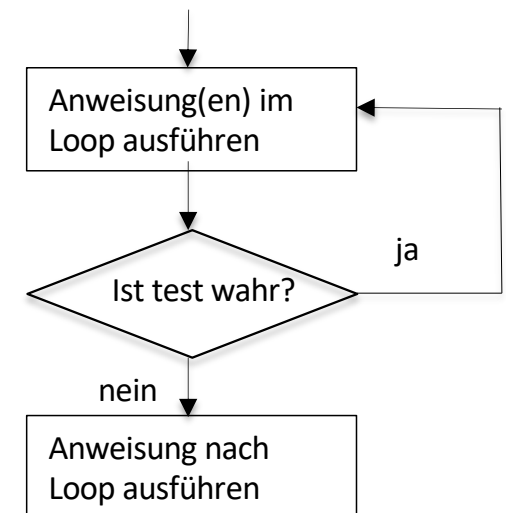 Anweisung(en) im
Loop ausführen
ja
Ist test wahr?
nein
Anweisung nach
Loop ausführen